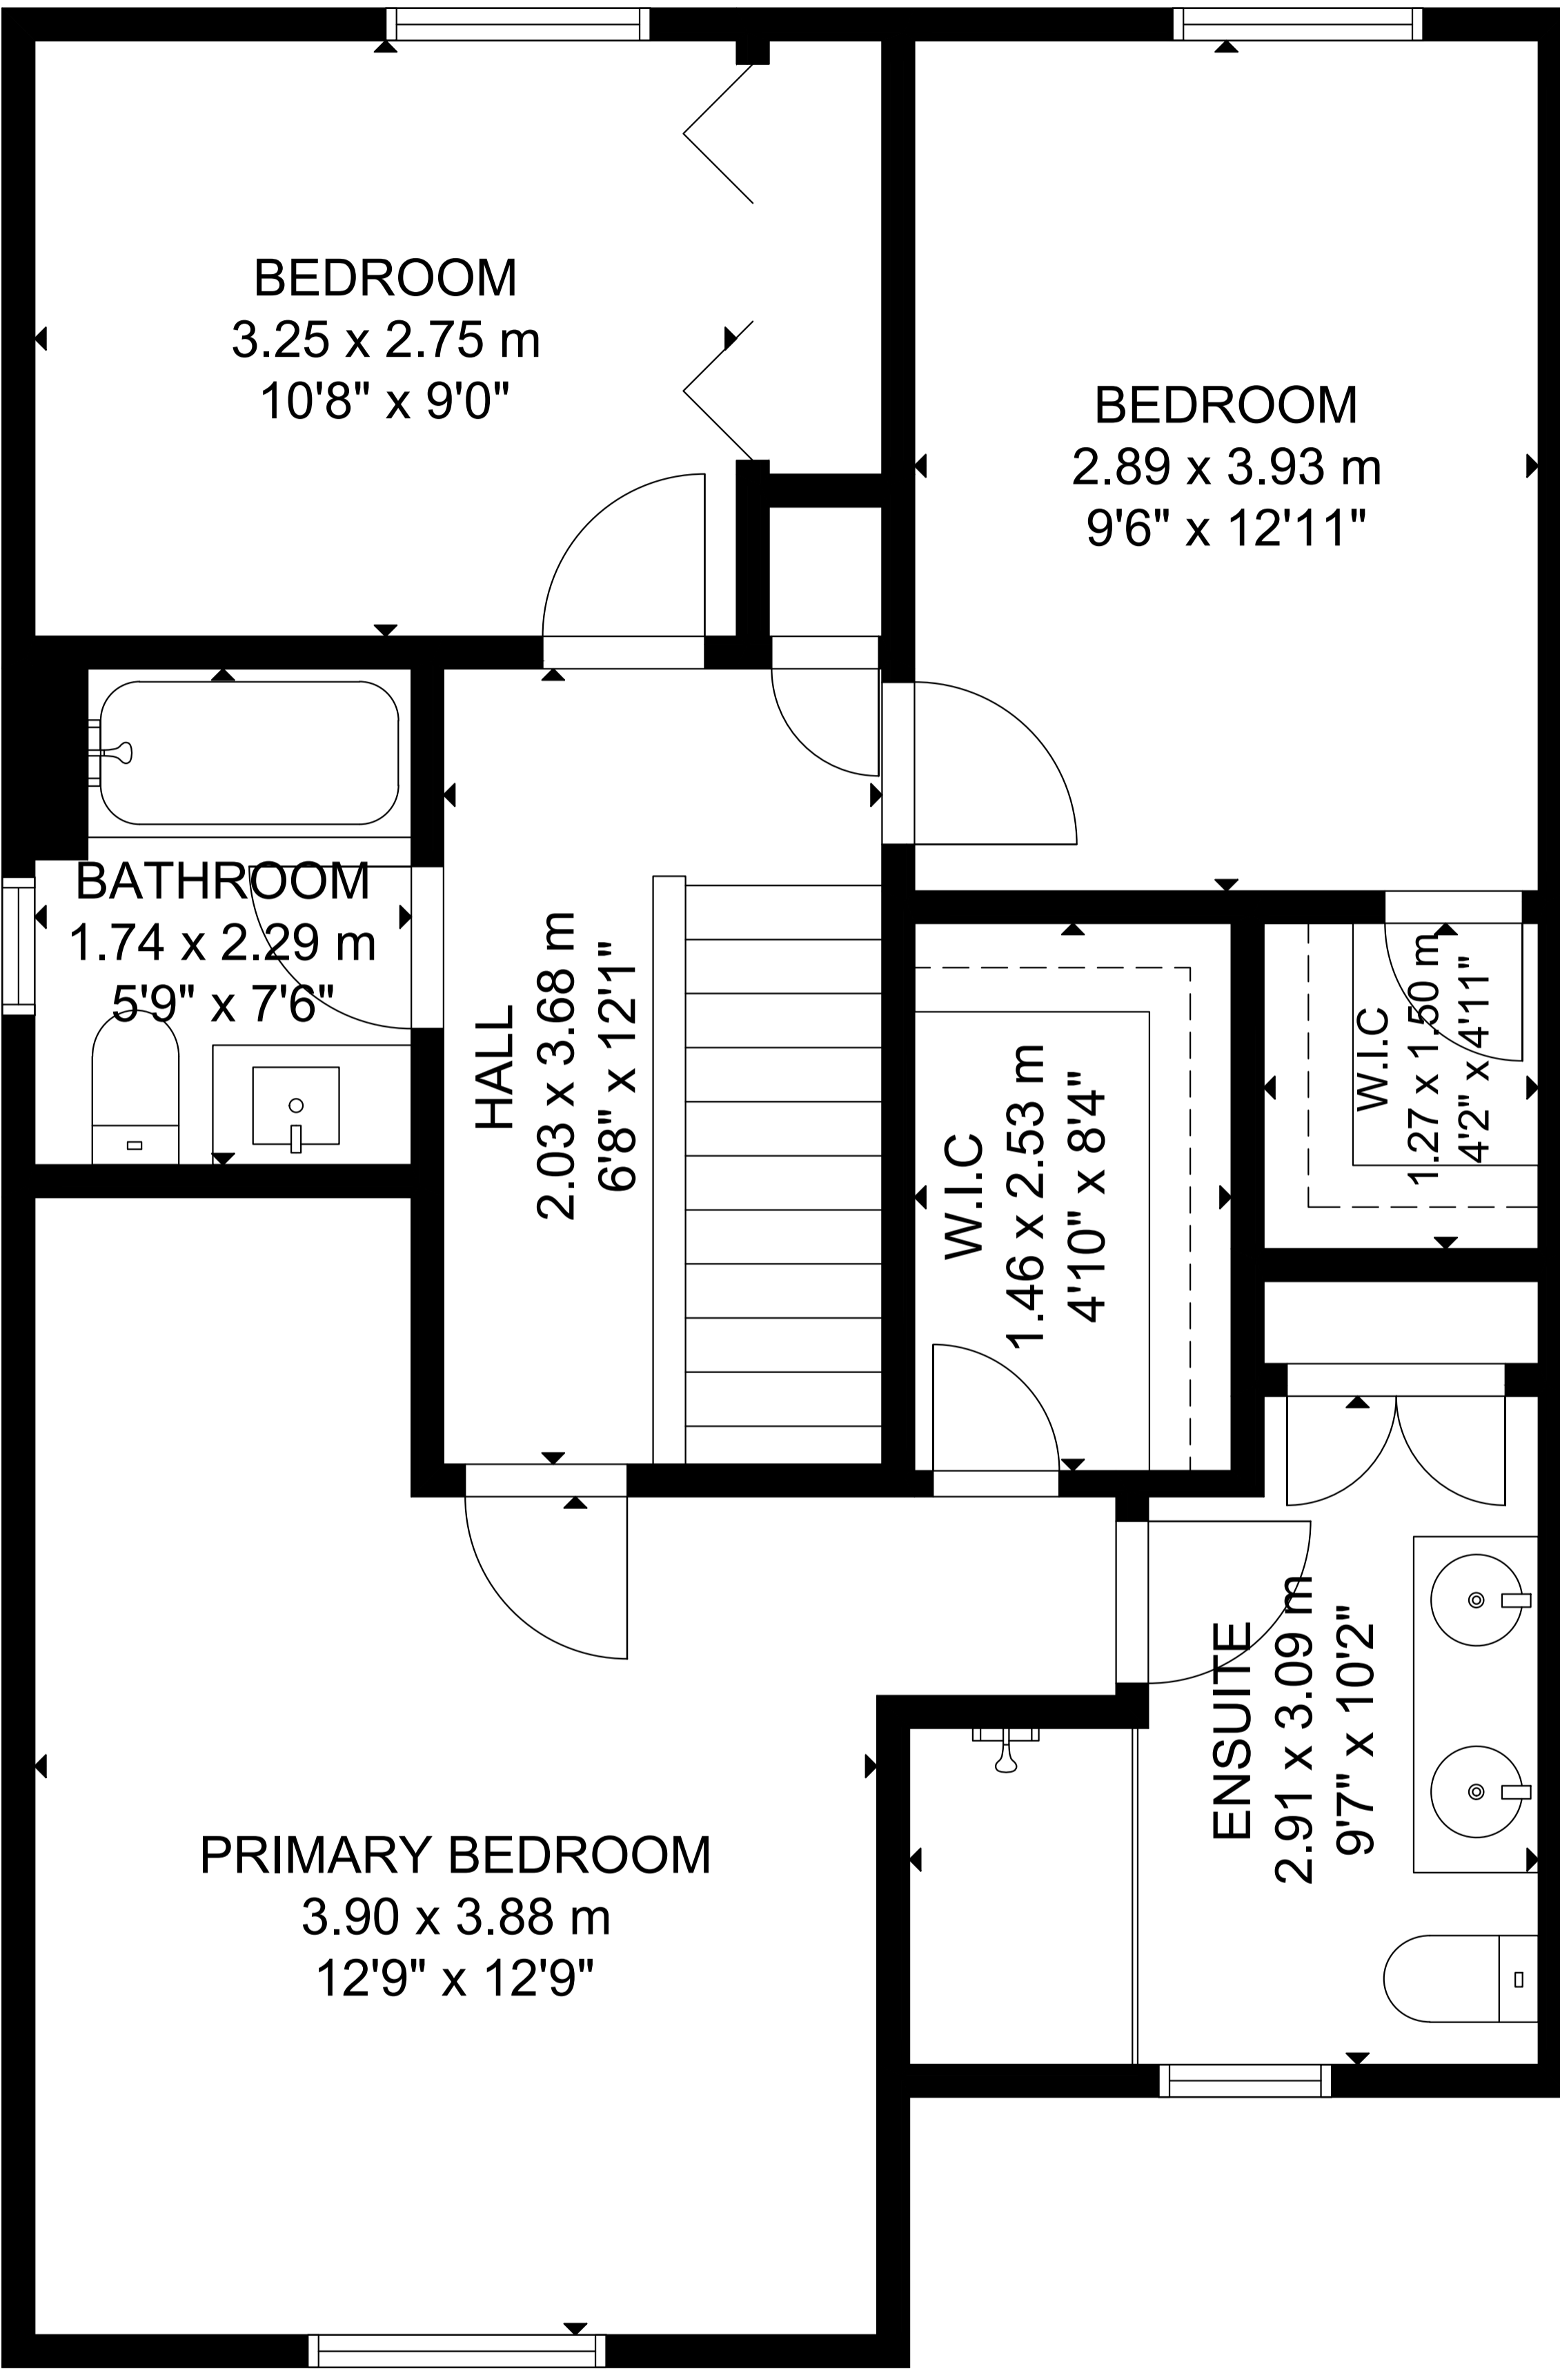 BEDROOM
3.25 x 2.75 m
10'8" x 9'0"
BEDROOM
2.89 x 3.93 m
9'6" x 12'11"
BATHROOM
1.74 x 2.29 m
5'9" x 7'6"
HALL
2.03 x 3.68 m
6'8" x 12'1"
W.I.C
1.46 x 2.53 m
4'10" x 8'4"
W.I.C
1.27 x 1.50 m
4'2" x 4'11"
ENSUITE
2.91 x 3.09 m
9'7" x 10'2"
PRIMARY BEDROOM
3.90 x 3.88 m
12'9" x 12'9"